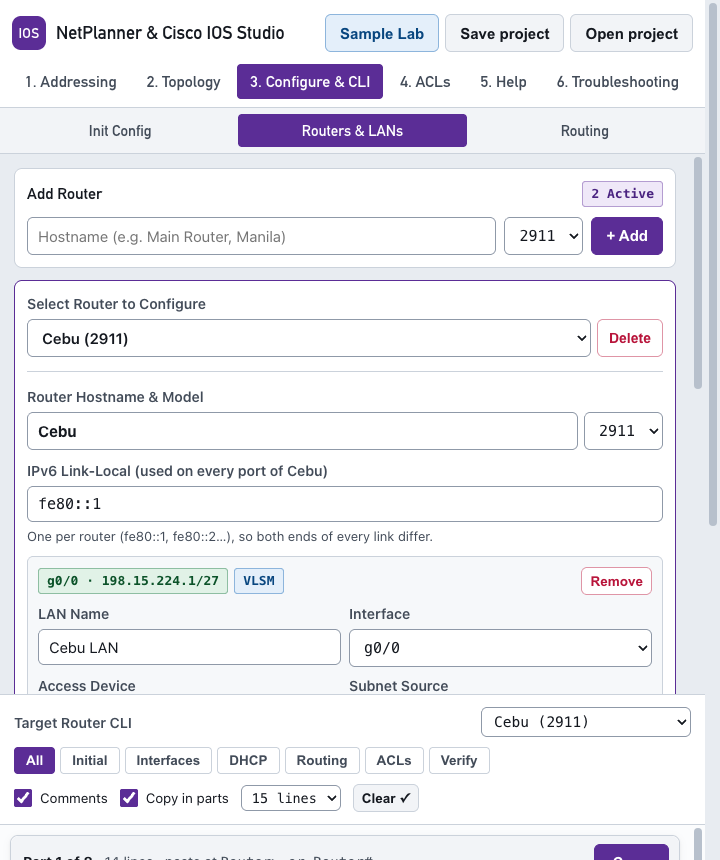 IOS NetPlanner & Cisco IOS Studio Sample Lab Save project Open project
1. Addressing 2. Topology 3. Configure & CLI 4. ACLs 5. Help 6. Troubleshooting
Init Config Routers & LANs Routing
Add Router 2 Active
Hostname (e.g. Main Router, Manila) 2911 + Add
Select Router to Configure
Cebu (2911) Delete
Router Hostname & Model
Cebu 2911
IPv6 Link-Local (used on every port of Cebu)
fe80::1
One per router (fe80::1, fe80::2…), so both ends of every link differ.
g0/0 · 198.15.224.1/27 VLSM Remove
LAN Name Interface
Cebu LAN g0/0
Access Device Subnet Source
Target Router CLI Cebu (2911)
All Initial Interfaces DHCP Routing ACLs Verify
Comments Copy in parts 15 lines Clear ✓